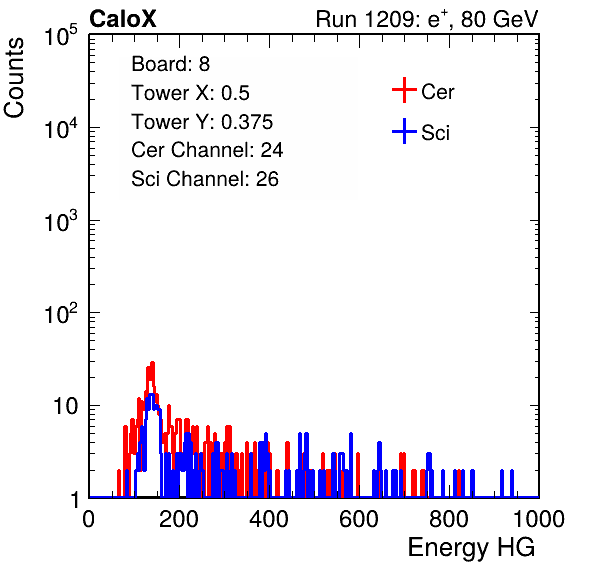 CaloX Run 1209: e⁺, 80 GeV
Counts
10⁵
10⁴
10³
10²
10
1
Board: 8
Tower X: 0.5
Tower Y: 0.375
Cer Channel: 24
Sci Channel: 26
Cer
Sci
0 200 400 600 800 1000
Energy HG